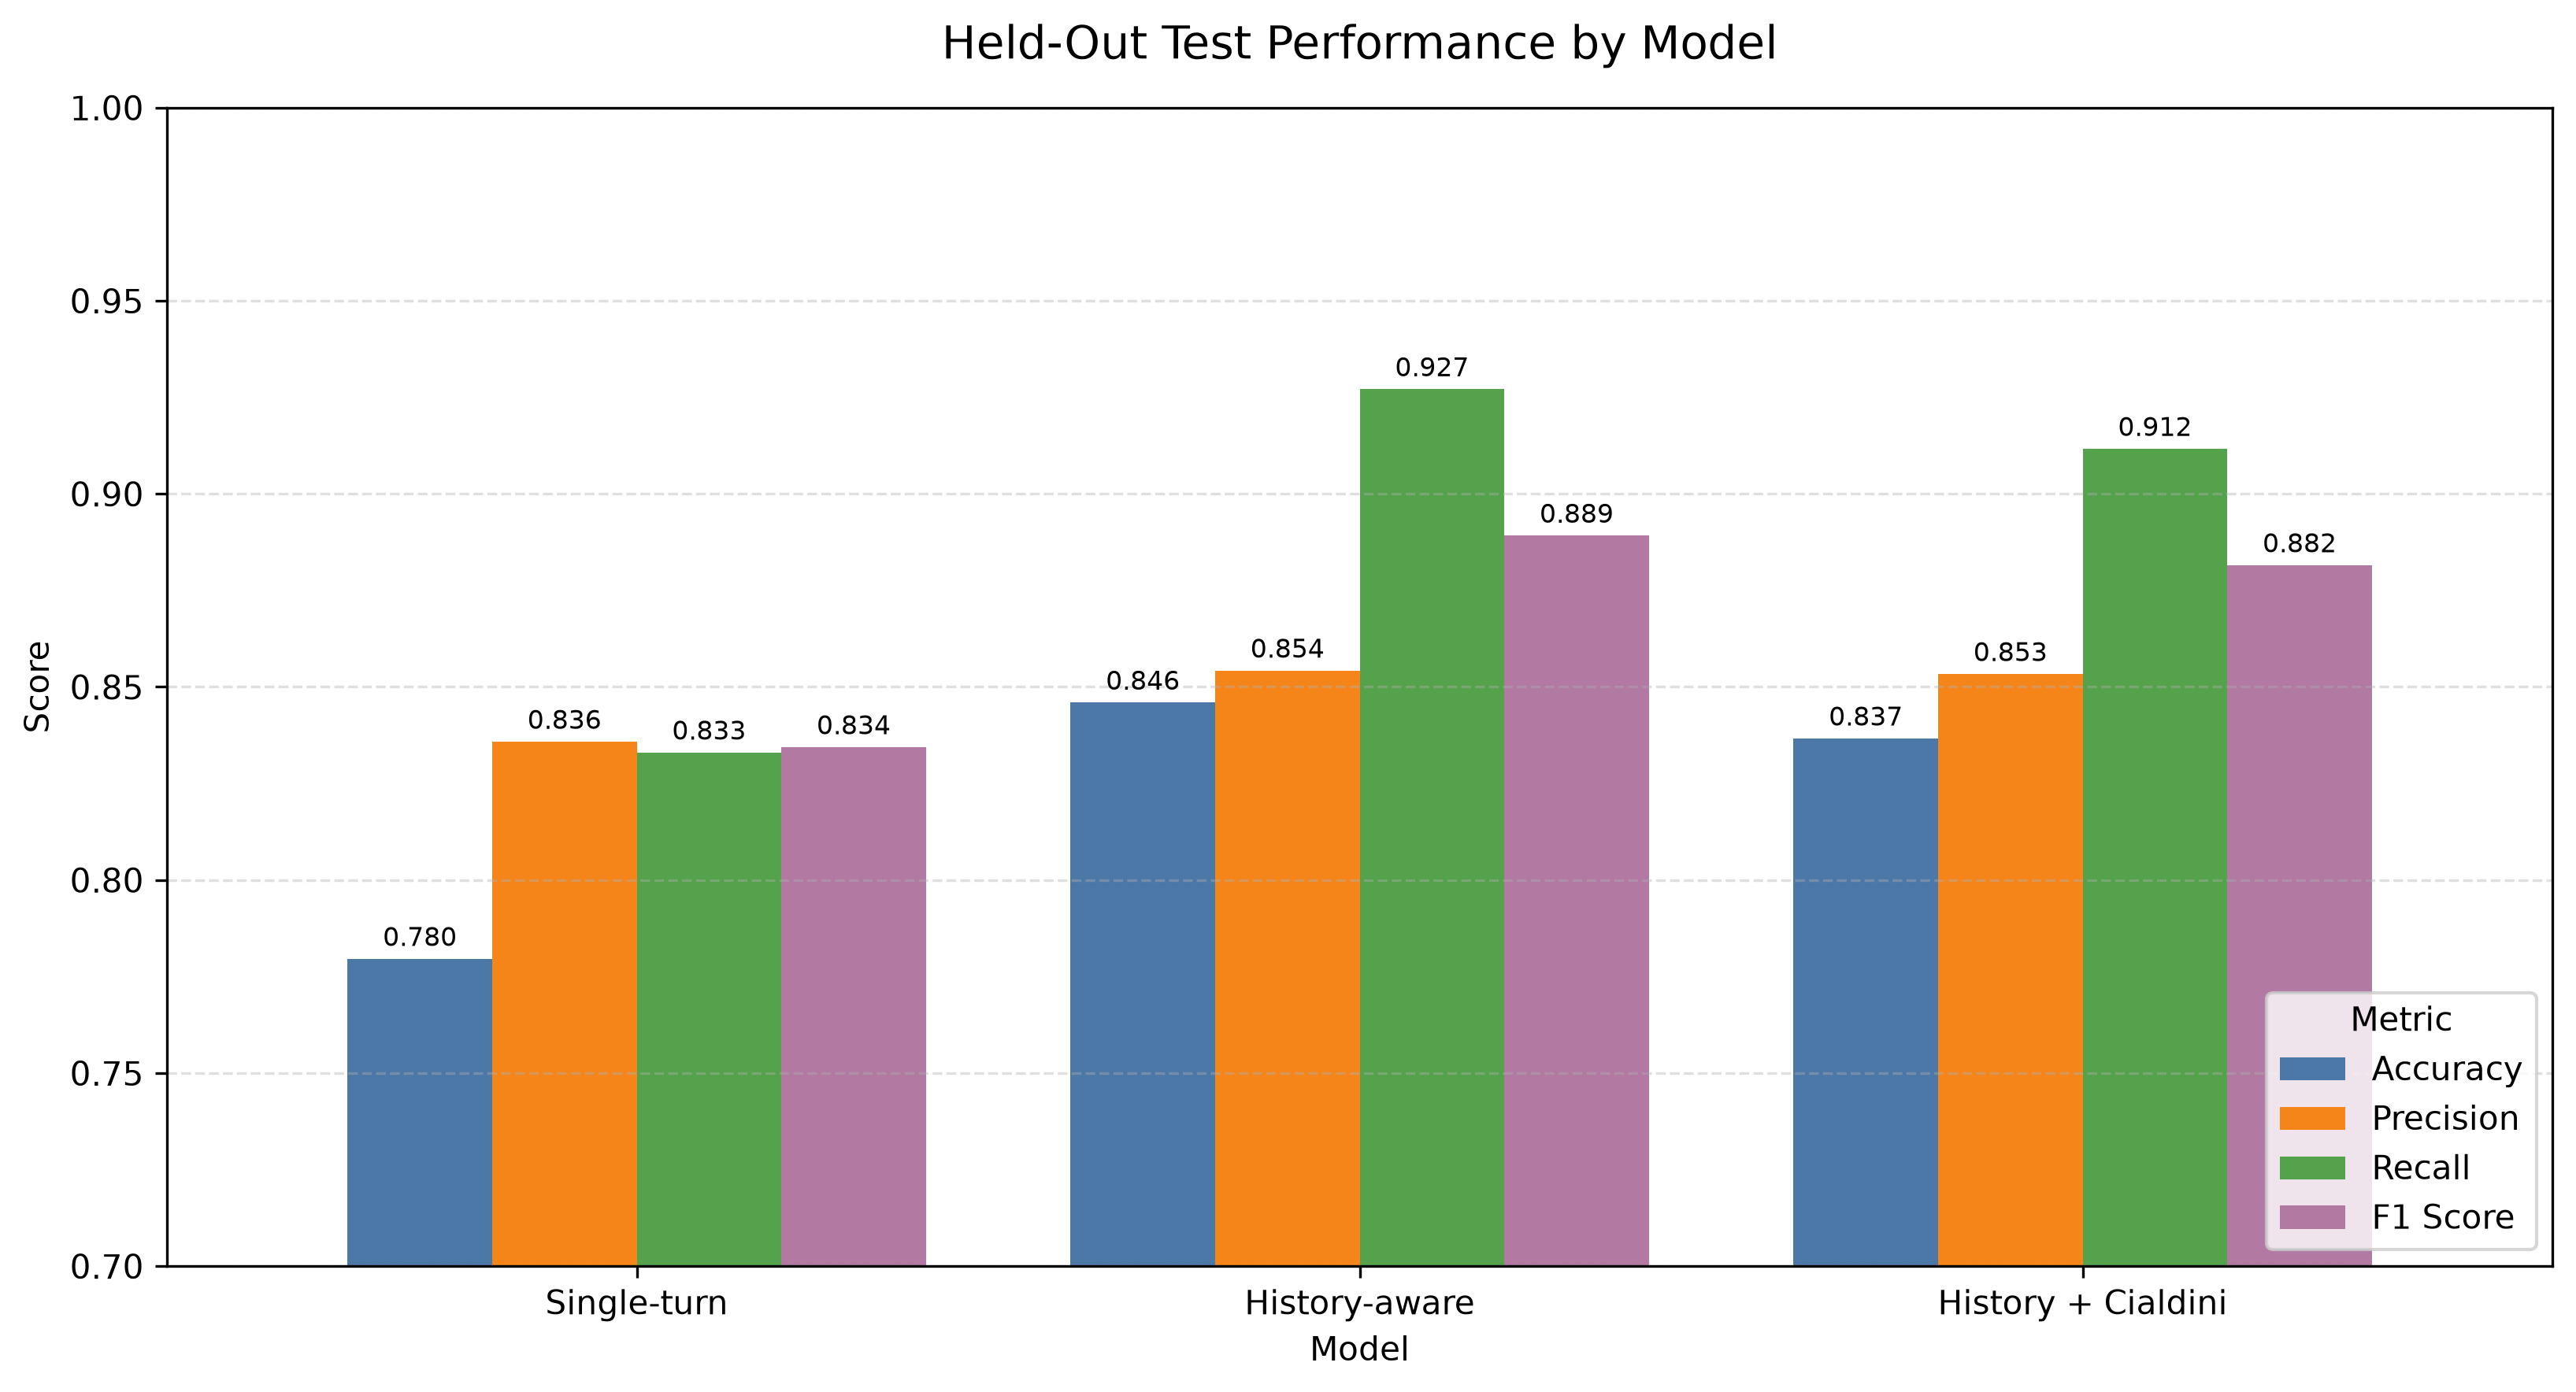 Held-Out Test Performance by Model
1.00
0.95
0.90
0.85
0.80
0.75
0.70
Score
0.780
0.836
0.833
0.834
0.846
0.854
0.927
0.889
0.837
0.853
0.912
0.882
Metric
Accuracy
Precision
Recall
F1 Score
Single-turn
History-aware
History + Cialdini
Model